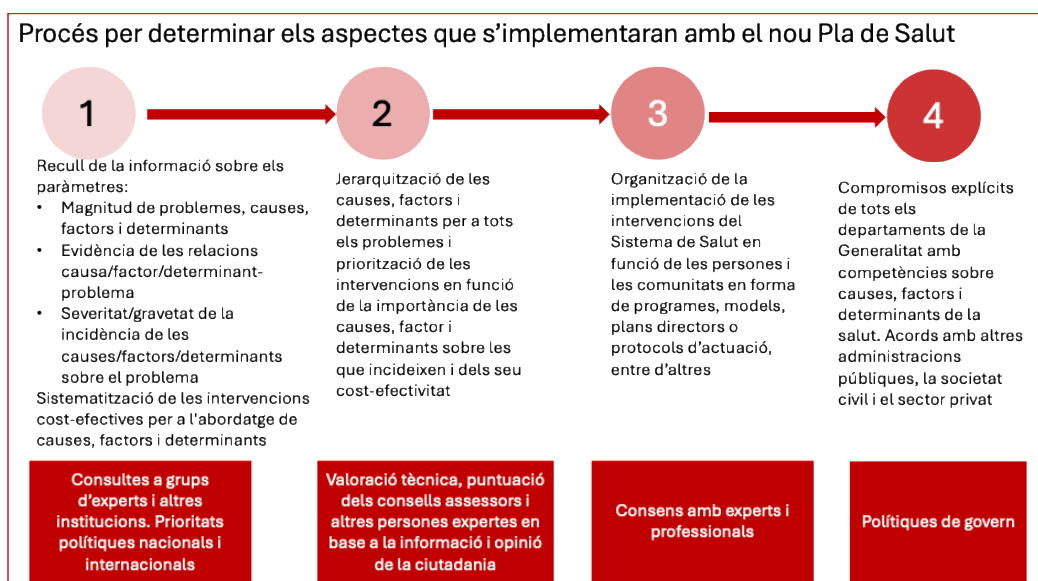 Procés per determinar els aspectes que s’implementaran amb el nou Pla de Salut
1
Recull de la informació sobre els
paràmetres:
• Magnitud de problemes, causes,
factors i determinants
• Evidència de les relacions
causa/factor/determinant-
problema
• Severitat/gravetat de la
incidència de les
causes/factors/determinants
sobre el problema
Sistematització de les intervencions
cost-efectives per a l'abordatge de
causes, factors i determinants
Consultes a grups
d’experts i altres
institucions. Prioritats
polítiques nacionals i
internacionals
2
Jerarquització de les
causes, factors i
determinants per a tots
els problemes i
priorització de les
intervencions en funció
de la importància de les
causes, factor i
determinants sobre les
que incideixen i dels seu
cost-efectivitat
Valoració tècnica, puntuació
dels consells assessors i
altres persones expertes en
base a la informació i opinió
de la ciutadania
3
Organització de la
implementació de les
intervencions del
Sistema de Salut en
funció de les persones i
les comunitats en forma
de programes, models,
plans directors o
protocols d’actuació,
entre d’altres
Consens amb experts i
professionals
4
Compromisos explícits
de tots els
departaments de la
Generalitat amb
competències sobre
causes, factors i
determinants de la
salut. Acords amb altres
administracions
públiques, la societat
civil i el sector privat
Polítiques de govern